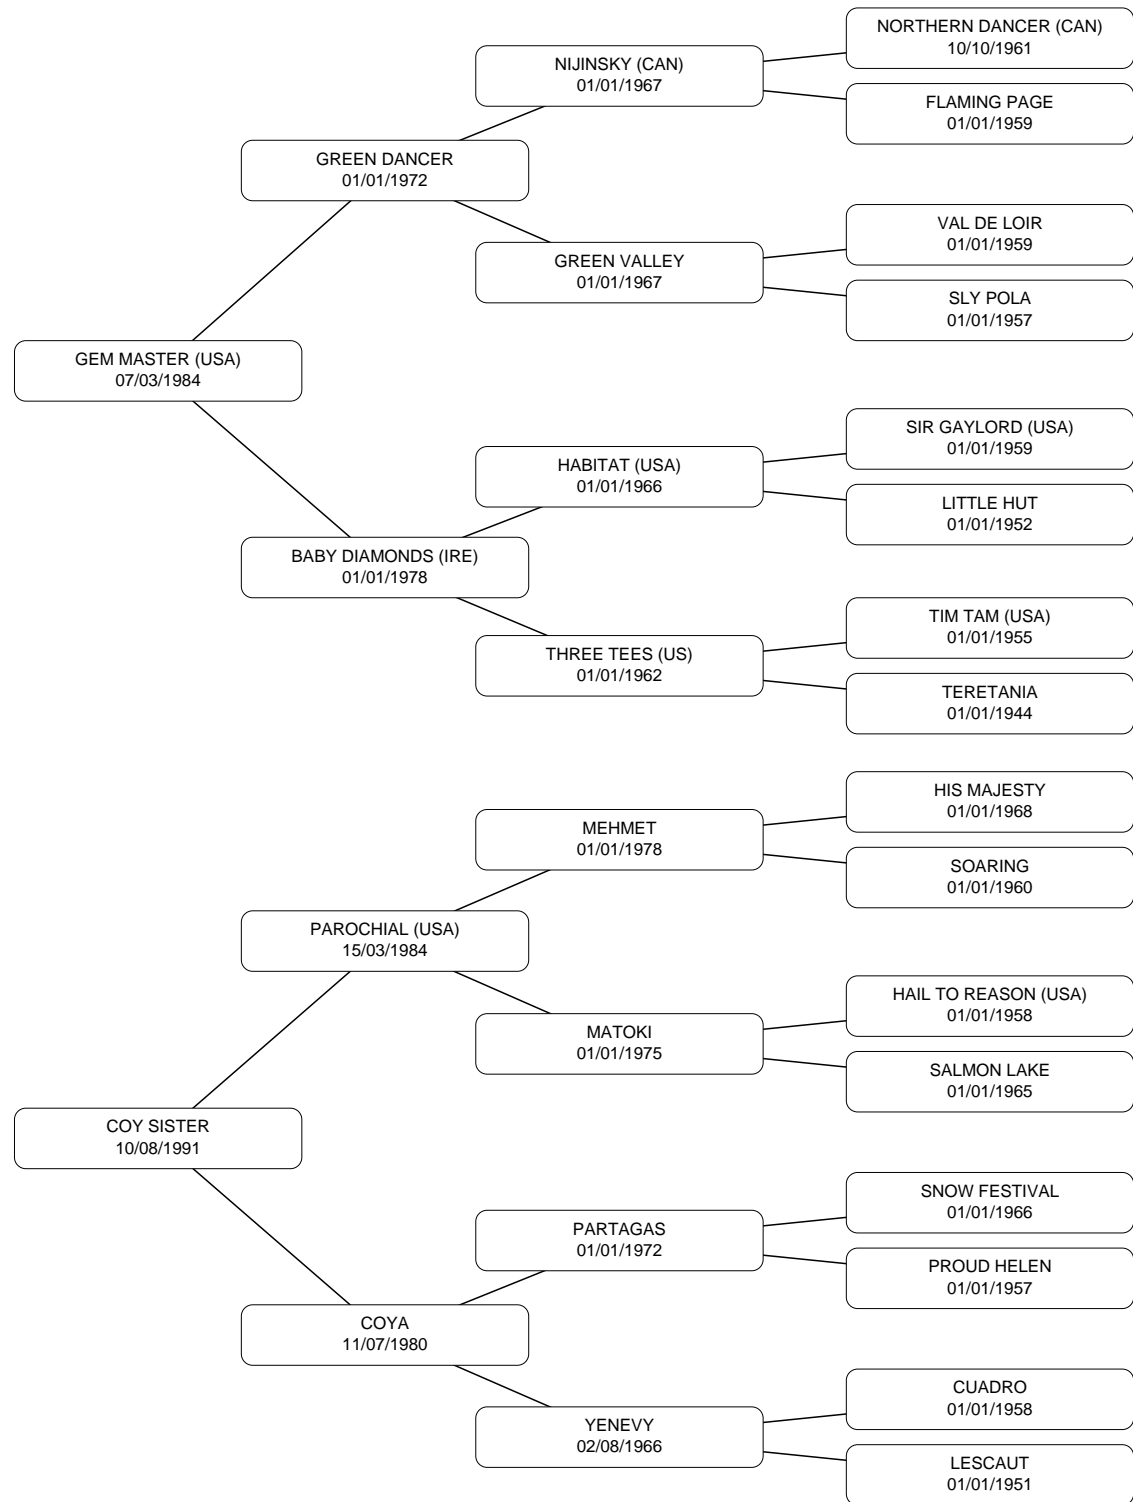 NORTHERN DANCER (CAN)
10/10/1961
NIJINSKY (CAN)
01/01/1967
FLAMING PAGE
01/01/1959
GREEN DANCER
01/01/1972
VAL DE LOIR
01/01/1959
GREEN VALLEY
01/01/1967
SLY POLA
01/01/1957
GEM MASTER (USA)
07/03/1984
SIR GAYLORD (USA)
01/01/1959
HABITAT (USA)
01/01/1966
LITTLE HUT
01/01/1952
BABY DIAMONDS (IRE)
01/01/1978
TIM TAM (USA)
01/01/1955
THREE TEES (US)
01/01/1962
TERETANIA
01/01/1944
HIS MAJESTY
01/01/1968
MEHMET
01/01/1978
SOARING
01/01/1960
PAROCHIAL (USA)
15/03/1984
HAIL TO REASON (USA)
01/01/1958
MATOKI
01/01/1975
SALMON LAKE
01/01/1965
COY SISTER
10/08/1991
SNOW FESTIVAL
01/01/1966
PARTAGAS
01/01/1972
PROUD HELEN
01/01/1957
COYA
11/07/1980
CUADRO
01/01/1958
YENEVY
02/08/1966
LESCAUT
01/01/1951